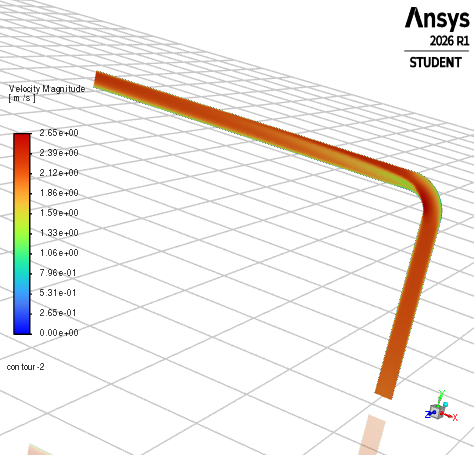 Ansys
2026 R1
STUDENT
Velocity Magnitude
[ m/s ]
2.65e+00
2.39e+00
2.12e+00
1.86e+00
1.59e+00
1.33e+00
1.06e+00
7.96e-01
5.31e-01
2.65e-01
0.00e+00
contour-2
Y
Z
X